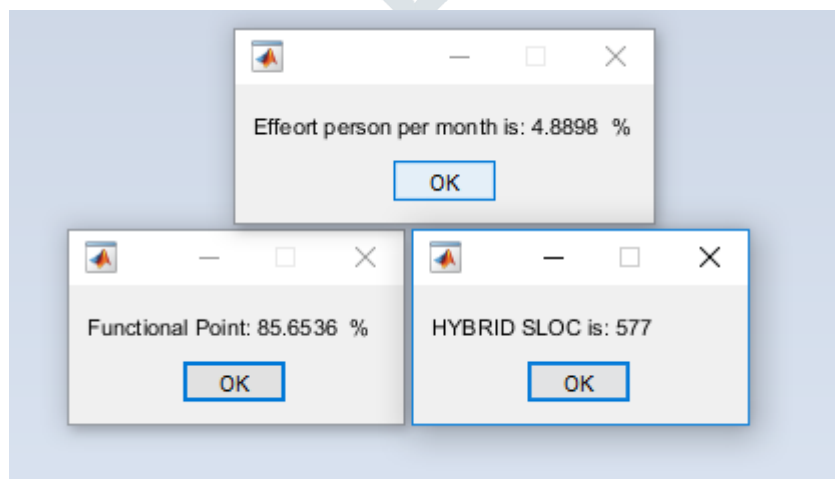 Effeort person per month is: 4.8898 %
OK
Functional Point: 85.6536 %
OK
HYBRID SLOC is: 577
OK